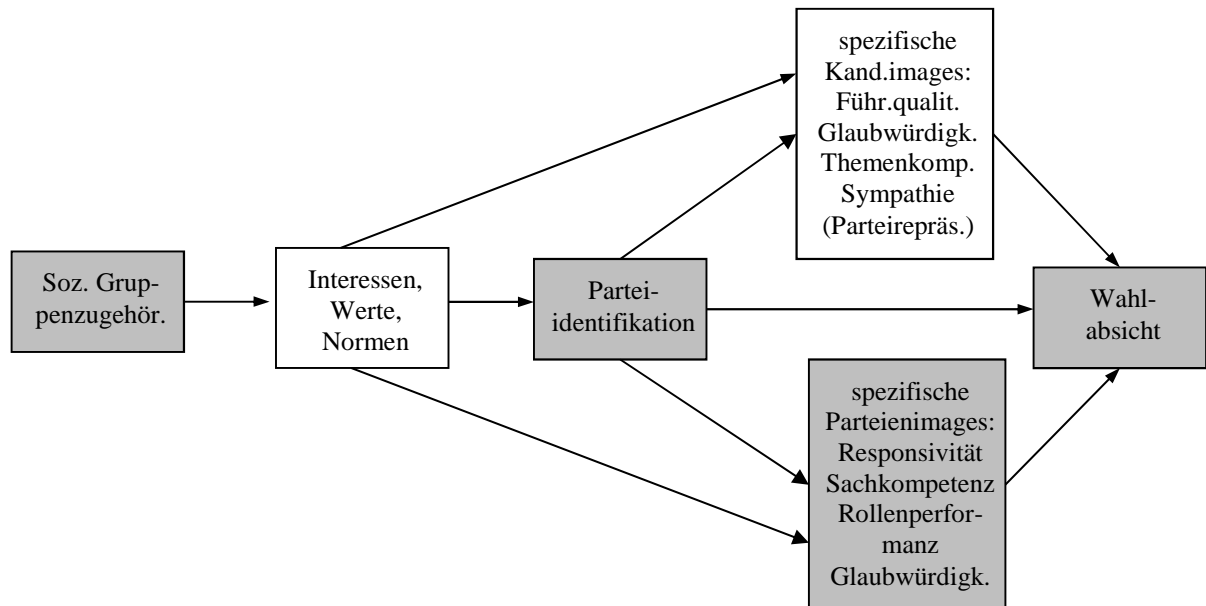 Soz. Grup-
penzugehör.
Interessen,
Werte,
Normen
Partei-
identifikation
spezifische
Kand.images:
Führ.qualit.
Glaubwürdigk.
Themenkomp.
Sympathie
(Parteirepräs.)
spezifische
Parteienimages:
Responsivität
Sachkompetenz
Rollenperfor-
manz
Glaubwürdigk.
Wahl-
absicht